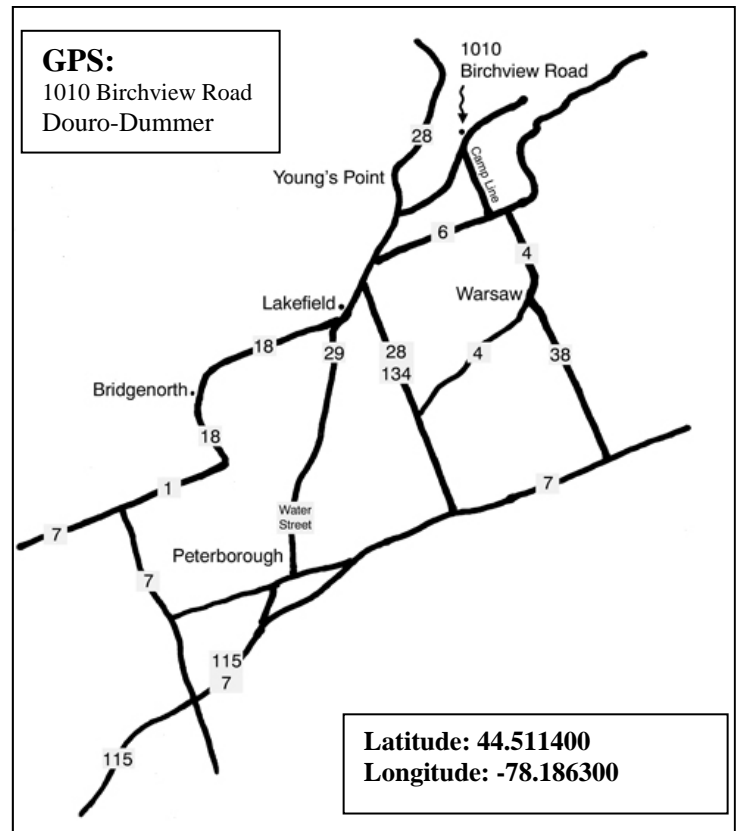 GPS:
1010 Birchview Road
Douro-Dummer
1010
Birchview Road
28
Young's Point
Camp Line
6
4
Lakefield
Warsaw
18
29
28
134
4
38
Bridgenorth
18
1
7
7
Water
Street
Peterborough
7
115
7
115
Latitude: 44.511400
Longitude: -78.186300